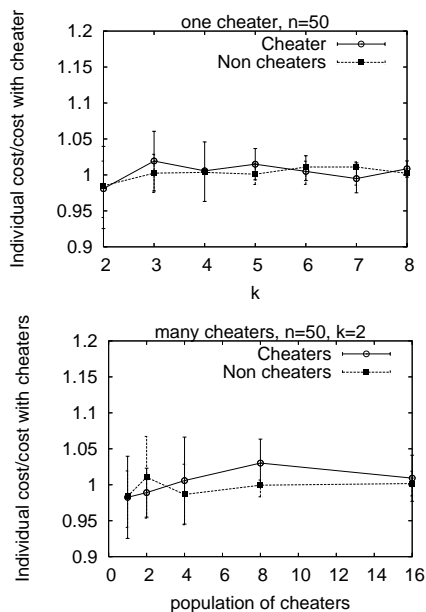 one cheater, n=50
Cheater
Non cheaters
Individual cost/cost with cheater
1.2
1.15
1.1
1.05
1
0.95
0.9
2 3 4 5 6 7 8
k
many cheaters, n=50, k=2
Cheaters
Non cheaters
Individual cost/cost with cheaters
1.2
1.15
1.1
1.05
1
0.95
0.9
0 2 4 6 8 10 12 14 16
population of cheaters